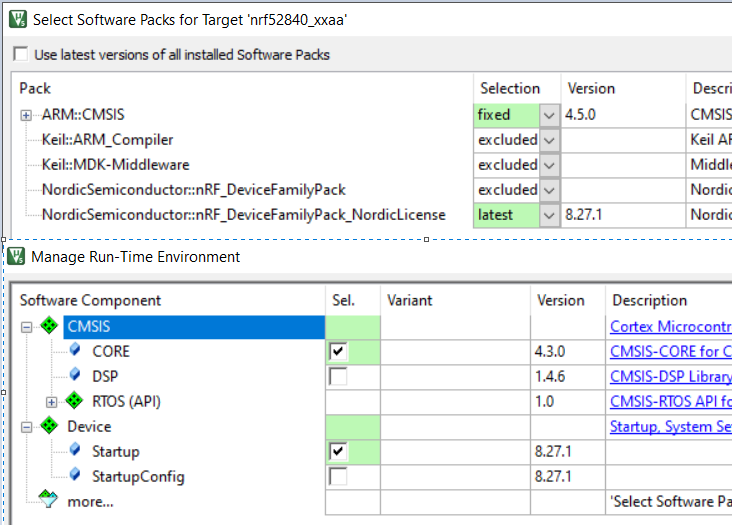 Select Software Packs for Target 'nrf52840_xxaa'
Use latest versions of all installed Software Packs
Pack Selection Version Descri
ARM::CMSIS fixed 4.5.0 CMSIS
Keil::ARM_Compiler excluded Keil AR
Keil::MDK-Middleware excluded Middle
NordicSemiconductor::nRF_DeviceFamilyPack excluded Nordic
NordicSemiconductor::nRF_DeviceFamilyPack_NordicLicense latest 8.27.1 Nordic
Manage Run-Time Environment
Software Component Sel. Variant Version Description
CMSIS Cortex Microcontr
CORE 4.3.0 CMSIS-CORE for C
DSP 1.4.6 CMSIS-DSP Library
RTOS (API) 1.0 CMSIS-RTOS API fo
Device Startup, System Se
Startup 8.27.1
StartupConfig 8.27.1
more... 'Select Software Pa